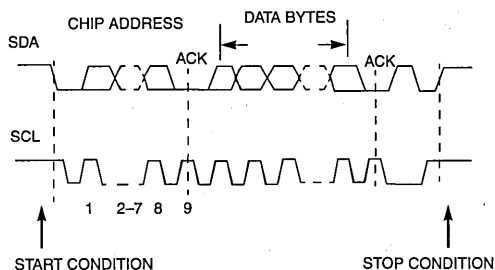 CHIP ADDRESS
DATA BYTES
SDA
ACK
ACK
SCL
1 2–7 8 9
START CONDITION
STOP CONDITION